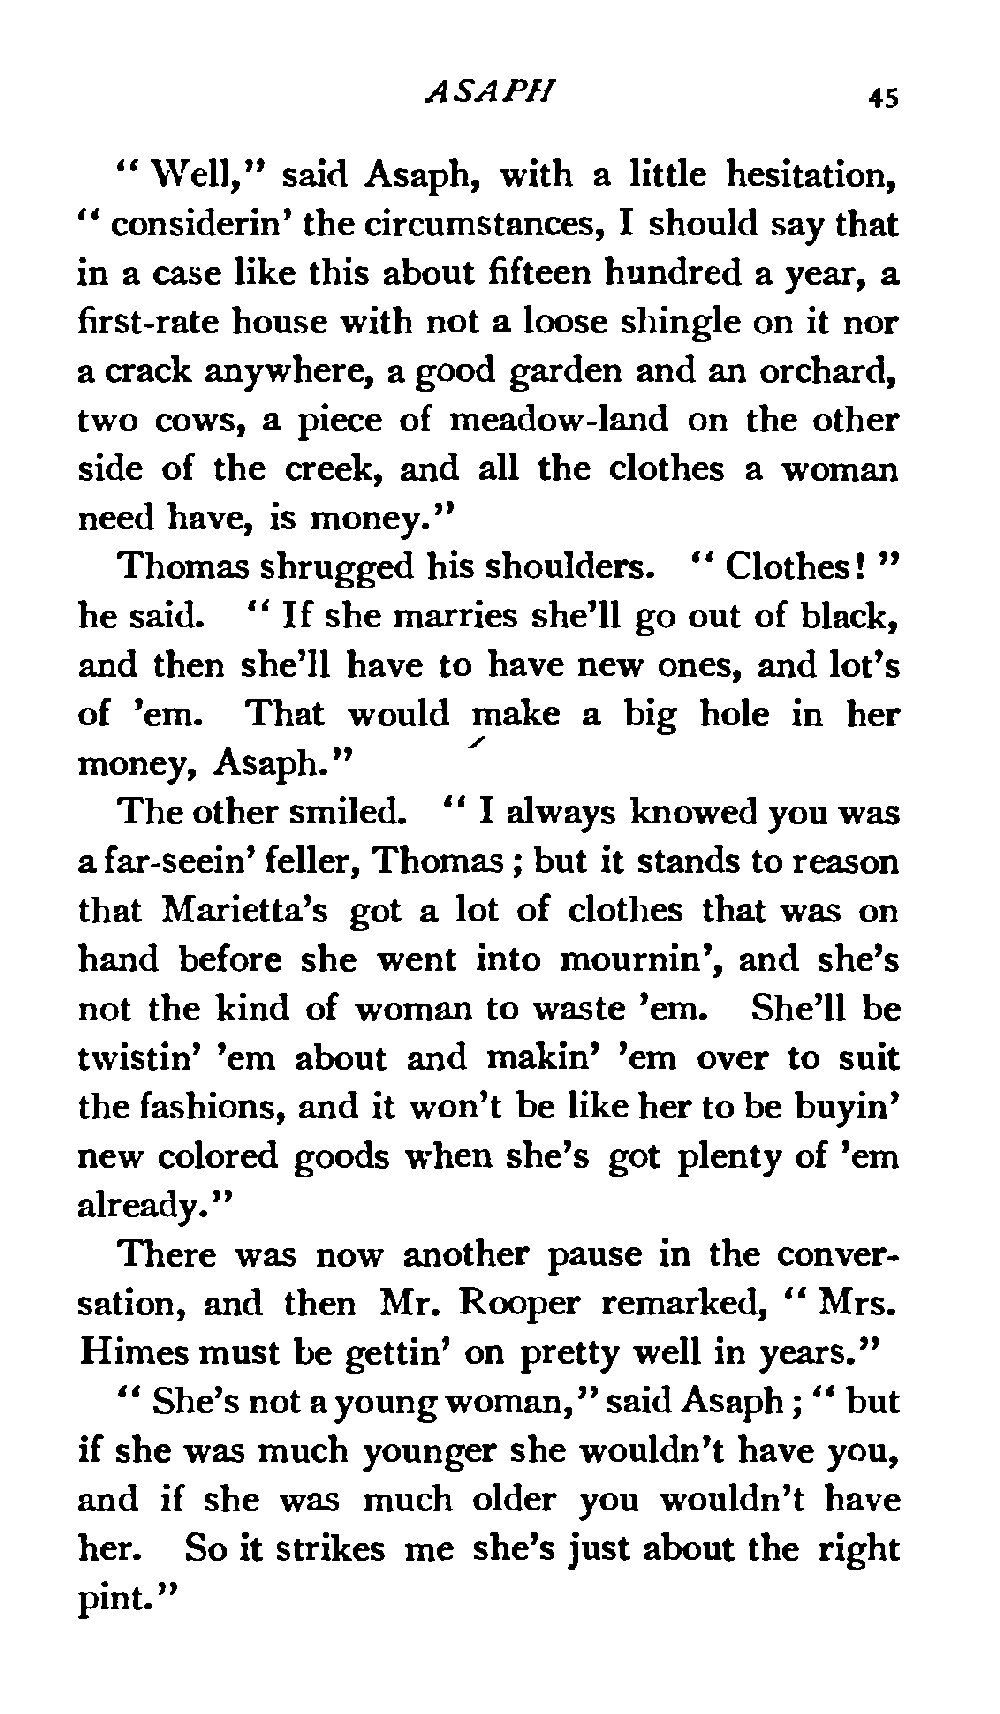 ASAPH 45
" Well," said Asaph, with a little hesitation,
" considerin' the circumstances, I should say that
in a case like this about fifteen hundred a year, a
first-rate house with not a loose shingle on it nor
a crack anywhere, a good garden and an orchard,
two cows, a piece of meadow-land on the other
side of the creek, and all the clothes a woman
need have, is money."
Thomas shrugged his shoulders. " Clothes! "
he said. " If she marries she'll go out of black,
and then she'll have to have new ones, and lot's
of 'em. That would make a big hole in her
money, Asaph."
The other smiled. " I always knowed you was
a far-seein' feller, Thomas ; but it stands to reason
that Marietta's got a lot of clothes that was on
hand before she went into mournin', and she's
not the kind of woman to waste 'em. She'll be
twistin' 'em about and makin' 'em over to suit
the fashions, and it won't be like her to be buyin'
new colored goods when she's got plenty of 'em
already."
There was now another pause in the conver-
sation, and then Mr. Rooper remarked, " Mrs.
Himes must be gettin' on pretty well in years."
" She's not a young woman," said Asaph ; " but
if she was much younger she wouldn't have you,
and if she was much older you wouldn't have
her. So it strikes me she's just about the right
pint."